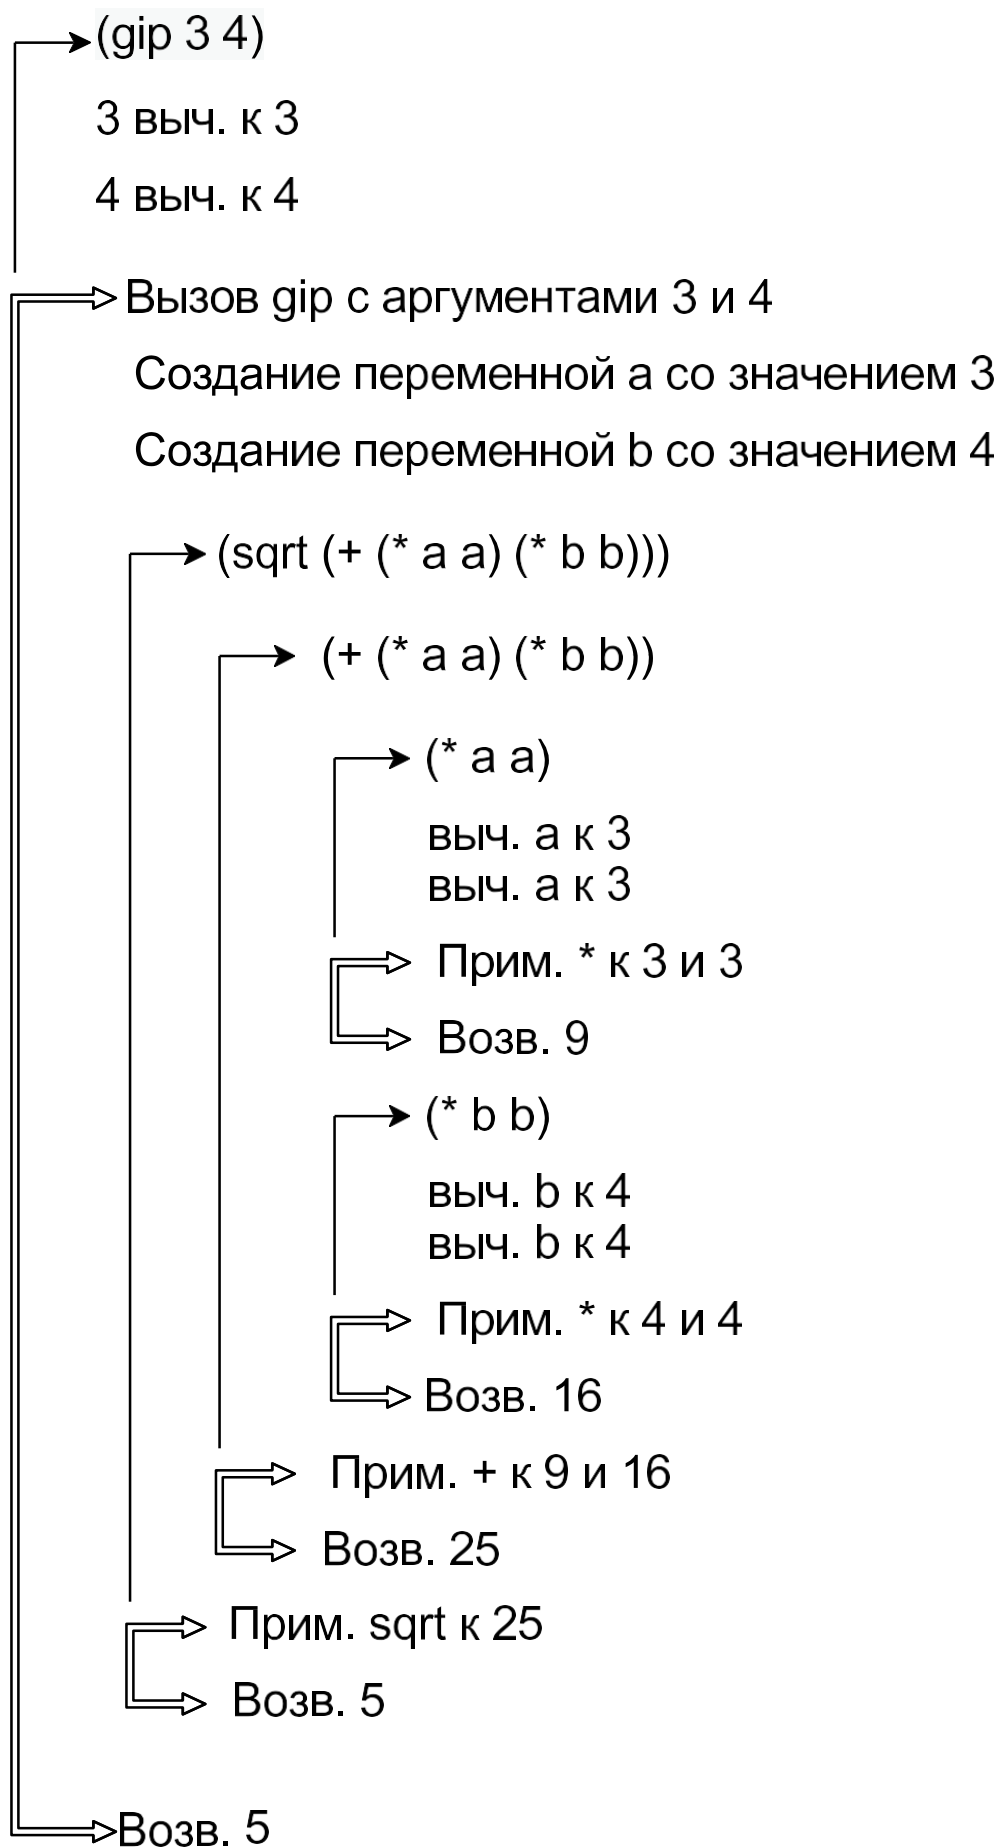 (gip 3 4)
3 выч. к 3
4 выч. к 4
Вызов gip с аргументами 3 и 4
Создание переменной a со значением 3
Создание переменной b со значением 4
(sqrt (+ (* a a) (* b b)))
(+ (* a a) (* b b))
(* a a)
выч. a к 3
выч. a к 3
Прим. * к 3 и 3
Возв. 9
(* b b)
выч. b к 4
выч. b к 4
Прим. * к 4 и 4
Возв. 16
Прим. + к 9 и 16
Возв. 25
Прим. sqrt к 25
Возв. 5
Возв. 5